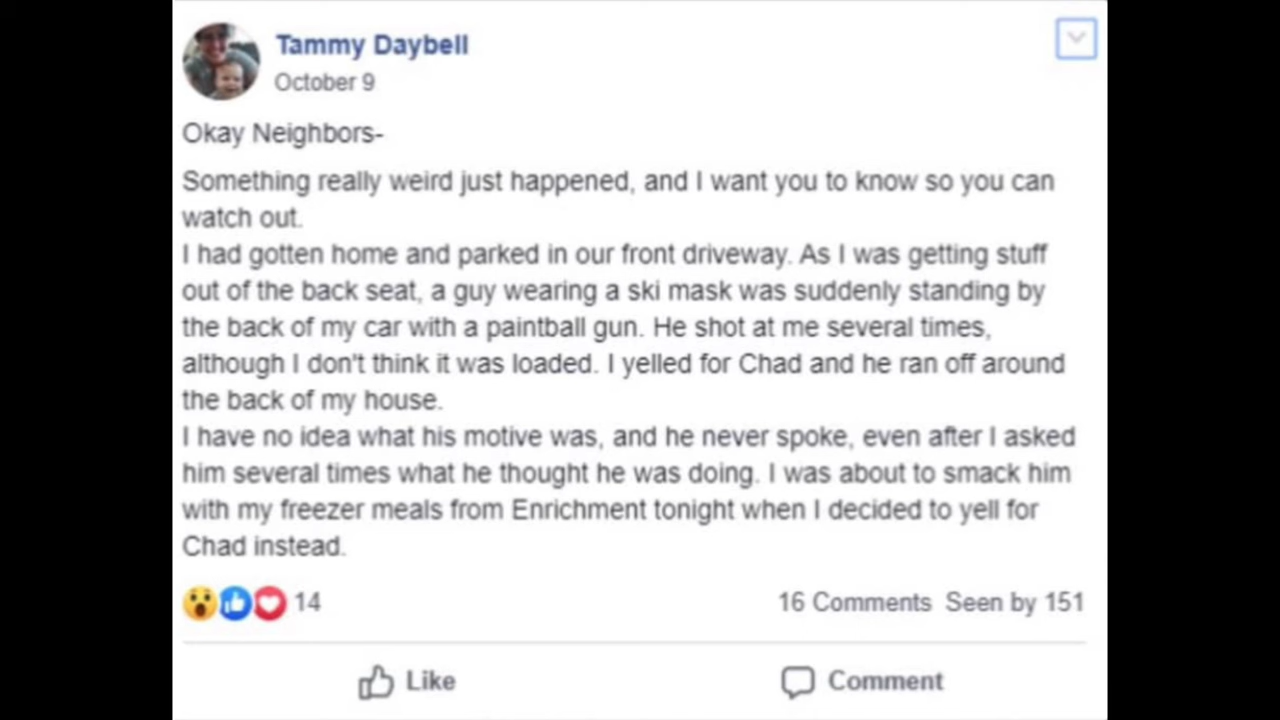 Tammy Daybell
October 9
Okay Neighbors-
Something really weird just happened, and I want you to know so you can
watch out.
I had gotten home and parked in our front driveway. As I was getting stuff
out of the back seat, a guy wearing a ski mask was suddenly standing by
the back of my car with a paintball gun. He shot at me several times,
although I don't think it was loaded. I yelled for Chad and he ran off around
the back of my house.
I have no idea what his motive was, and he never spoke, even after I asked
him several times what he thought he was doing. I was about to smack him
with my freezer meals from Enrichment tonight when I decided to yell for
Chad instead.
14
16 Comments Seen by 151
Like
Comment